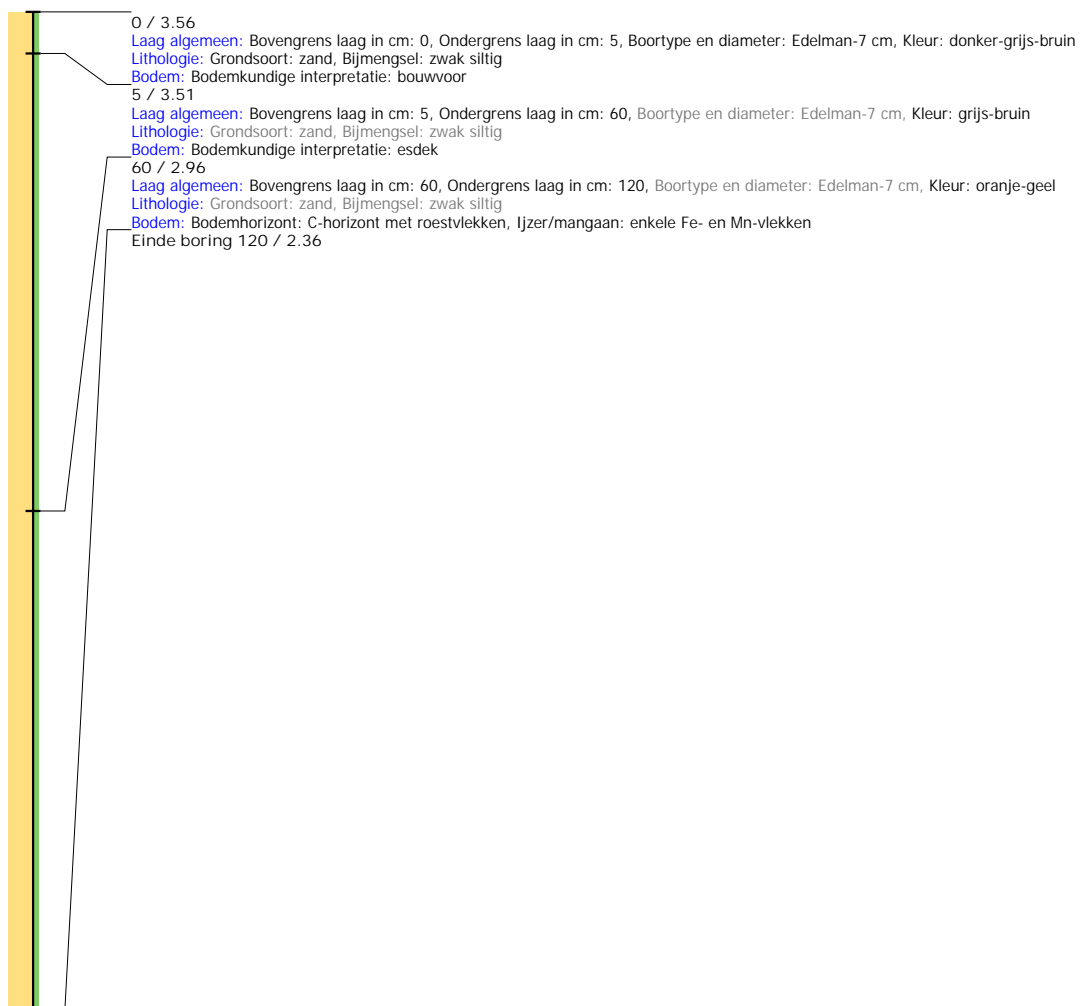 0 / 3.56
Laag algemeen: Bovengrens laag in cm: 0, Ondergrens laag in cm: 5, Boortype en diameter: Edelman-7 cm, Kleur: donker-grijs-bruin
Lithologie: Grondsoort: zand, Bijmengsel: zwak siltig
Bodem: Bodemkundige interpretatie: bouwvoor
5 / 3.51
Laag algemeen: Bovengrens laag in cm: 5, Ondergrens laag in cm: 60, Boortype en diameter: Edelman-7 cm, Kleur: grijs-bruin
Lithologie: Grondsoort: zand, Bijmengsel: zwak siltig
Bodem: Bodemkundige interpretatie: esdek
60 / 2.96
Laag algemeen: Bovengrens laag in cm: 60, Ondergrens laag in cm: 120, Boortype en diameter: Edelman-7 cm, Kleur: oranje-geel
Lithologie: Grondsoort: zand, Bijmengsel: zwak siltig
Bodem: Bodemhorizont: C-horizont met roestvlekken, Ijzer/mangaan: enkele Fe- en Mn-vlekken
Einde boring 120 / 2.36